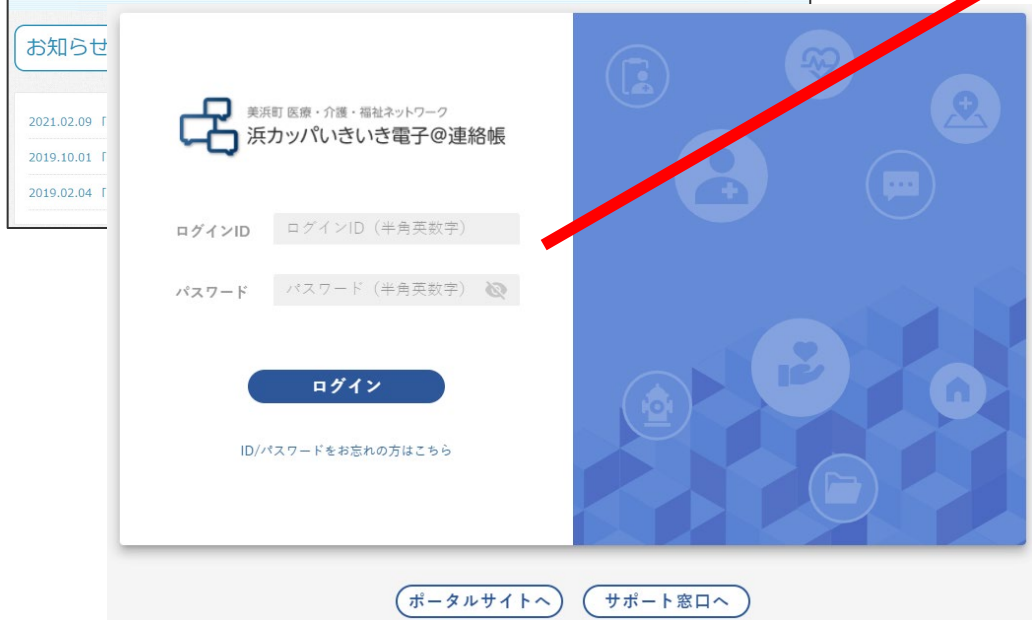 お知らせ
2021.02.09 「
2019.10.01 「
2019.02.04 「
美浜町 医療・介護・福祉ネットワーク
浜カッパいきいき電子@連絡帳
ログインID ログインID（半角英数字）
パスワード パスワード（半角英数字）
ログイン
ID/パスワードをお忘れの方はこちら
ポータルサイトへ サポート窓口へ